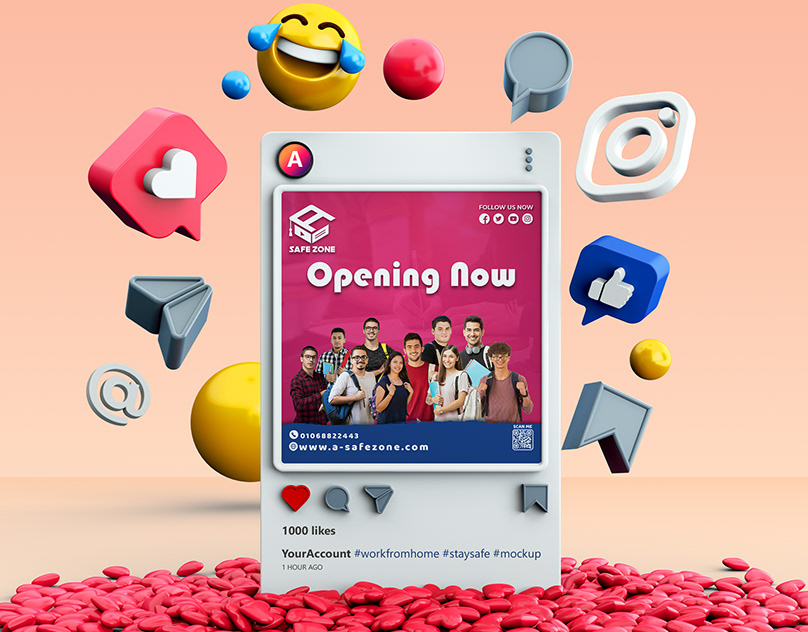 A
FOLLOW US NOW
SAFE ZONE
Opening Now
SCAN ME
01068822443
www.a-safezone.com
1000 likes
YourAccount #workfromhome #staysafe #mockup
1 HOUR AGO
@